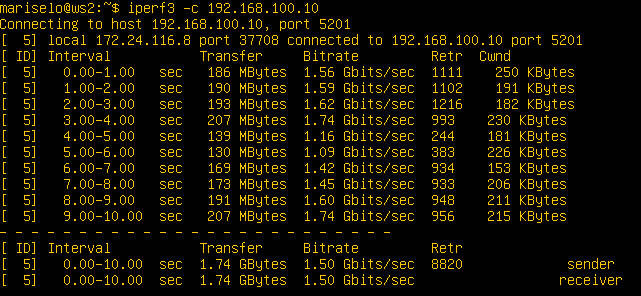 mariselo@ws2:~$ iperf3 -c 192.168.100.10
Connecting to host 192.168.100.10, port 5201
[  5] local 172.24.116.8 port 37708 connected to 192.168.100.10 port 5201
[ ID] Interval           Transfer     Bitrate         Retr  Cwnd
[  5]   0.00-1.00   sec   186 MBytes  1.56 Gbits/sec  1111    250 KBytes
[  5]   1.00-2.00   sec   190 MBytes  1.59 Gbits/sec  1102    191 KBytes
[  5]   2.00-3.00   sec   193 MBytes  1.62 Gbits/sec  1216    182 KBytes
[  5]   3.00-4.00   sec   207 MBytes  1.74 Gbits/sec  993    230 KBytes
[  5]   4.00-5.00   sec   139 MBytes  1.16 Gbits/sec  244    181 KBytes
[  5]   5.00-6.00   sec   130 MBytes  1.09 Gbits/sec  383    226 KBytes
[  5]   6.00-7.00   sec   169 MBytes  1.42 Gbits/sec  934    153 KBytes
[  5]   7.00-8.00   sec   173 MBytes  1.45 Gbits/sec  933    206 KBytes
[  5]   8.00-9.00   sec   191 MBytes  1.60 Gbits/sec  948    211 KBytes
[  5]   9.00-10.00  sec   207 MBytes  1.74 Gbits/sec  956    215 KBytes
- - - - - - - - - - - - - - - - - - - - - - - - -
[ ID] Interval           Transfer     Bitrate         Retr
[  5]   0.00-10.00  sec  1.74 GBytes  1.50 Gbits/sec  8820             sender
[  5]   0.00-10.00  sec  1.74 GBytes  1.50 Gbits/sec                  receiver